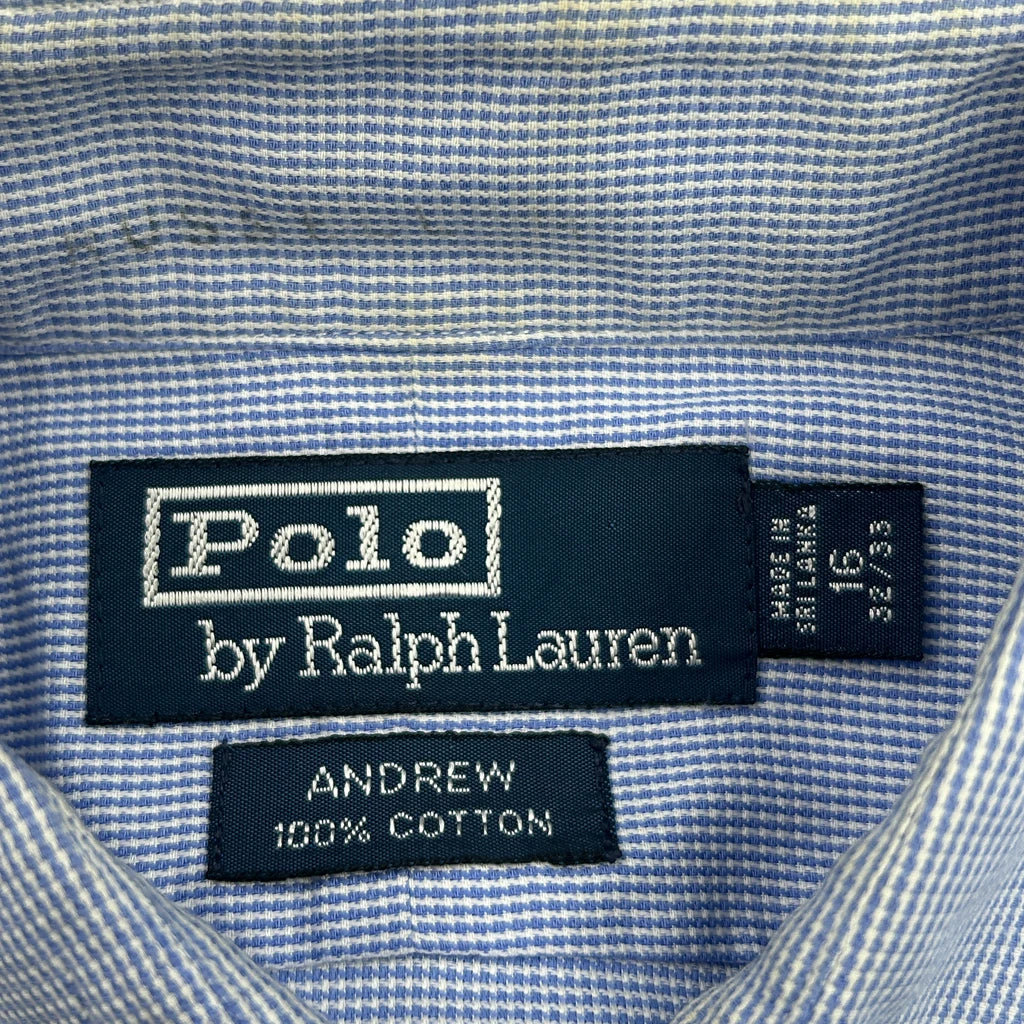 Polo
by Ralph Lauren
MADE IN
SRI LANKA
16
32/33
ANDREW
100% COTTON